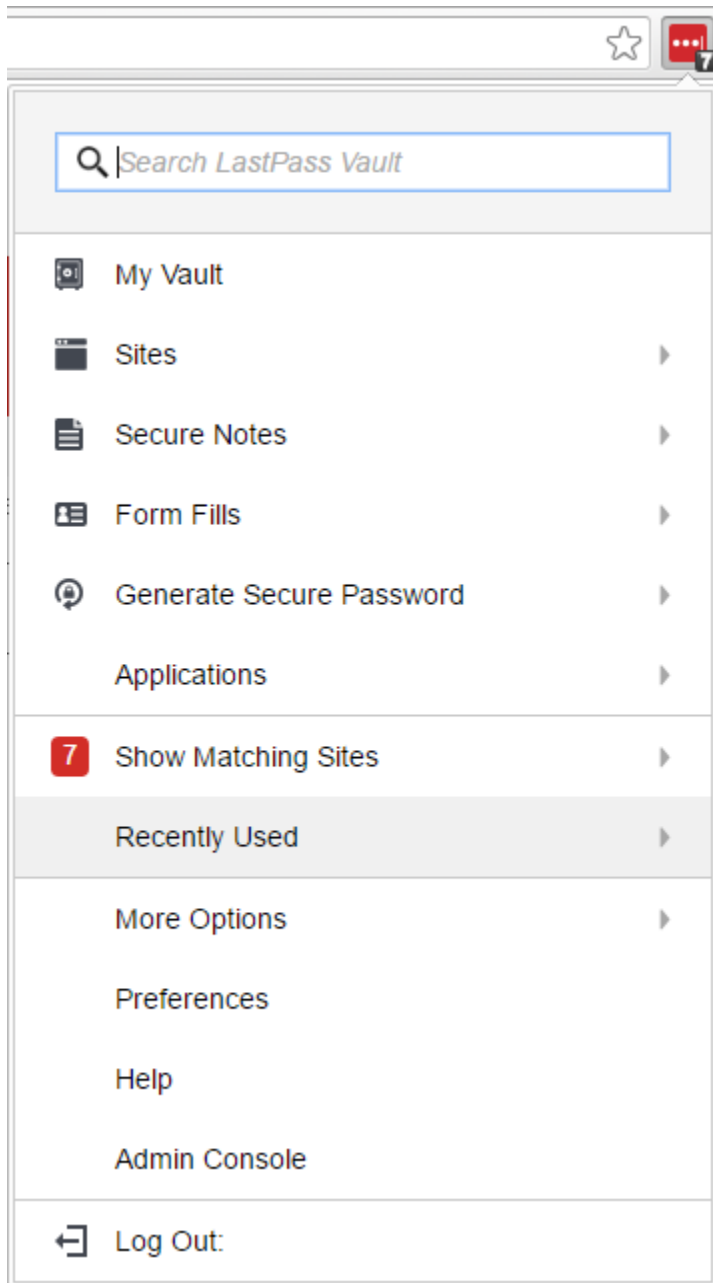 7
Search LastPass Vault
My Vault
Sites
Secure Notes
Form Fills
Generate Secure Password
Applications
7 Show Matching Sites
Recently Used
More Options
Preferences
Help
Admin Console
Log Out: